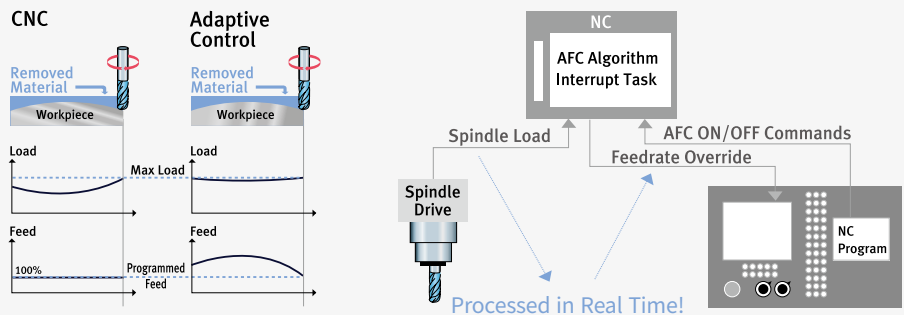 CNC
Removed
Material
Workpiece
Load
Max Load
Feed
100%
Programmed
Feed
Adaptive
Control
Removed
Material
Workpiece
Load
Feed
NC
AFC Algorithm
Interrupt Task
Spindle Load
AFC ON/OFF Commands
Feedrate Override
Spindle
Drive
NC
Program
Processed in Real Time!